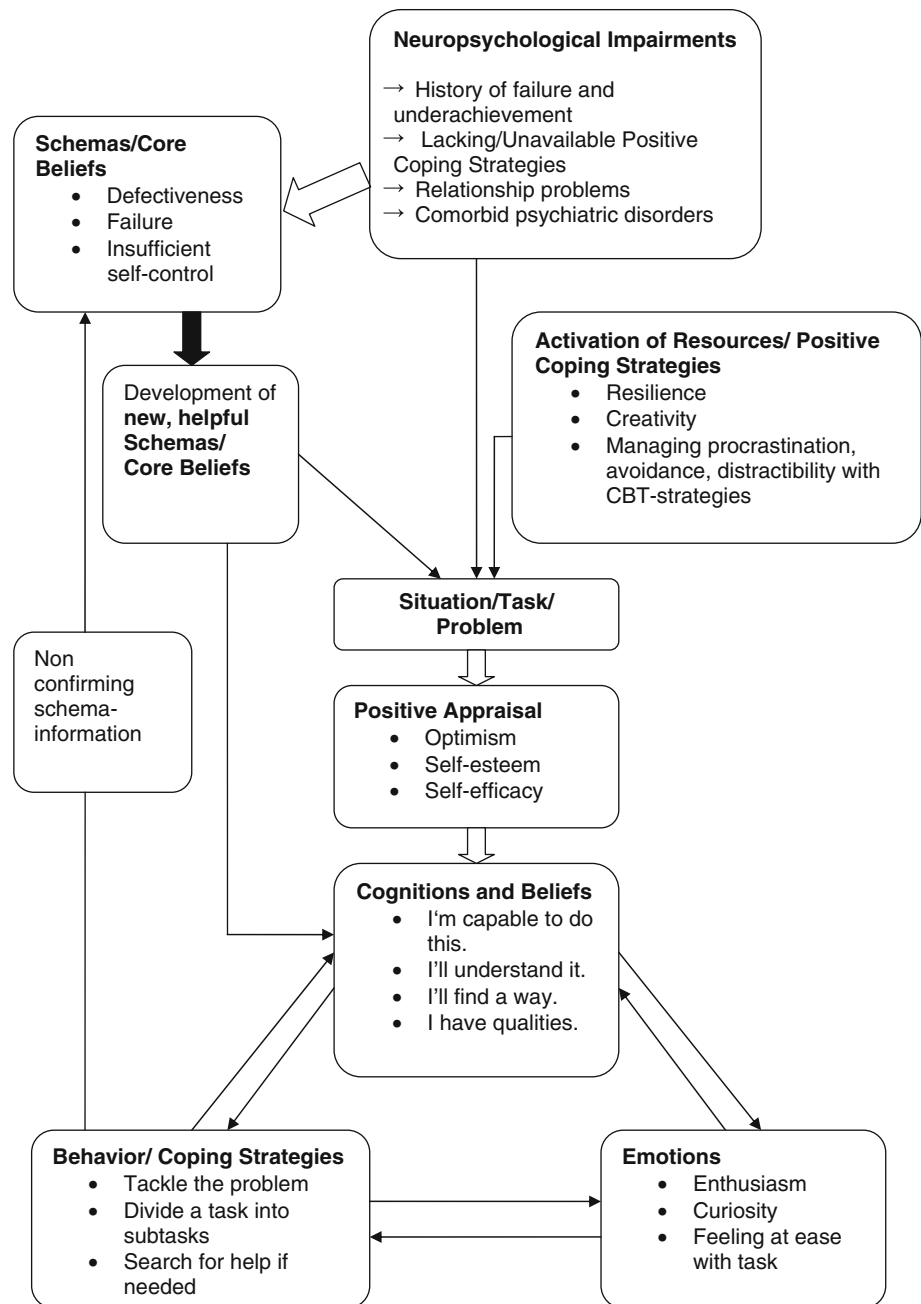 Neuropsychological Impairments
→ History of failure and
underachievement
→ Lacking/Unavailable Positive
Coping Strategies
→ Relationship problems
→ Comorbid psychiatric disorders
Schemas/Core
Beliefs
• Defectiveness
• Failure
• Insufficient
self-control
Activation of Resources/ Positive
Coping Strategies
• Resilience
• Creativity
• Managing procrastination,
avoidance, distractibility with
CBT-strategies
Development of
new, helpful
Schemas/
Core Beliefs
Situation/Task/
Problem
Non
confirming
schema-
information
Positive Appraisal
• Optimism
• Self-esteem
• Self-efficacy
Cognitions and Beliefs
• I‘m capable to do
this.
• I’ll understand it.
• I’ll find a way.
• I have qualities.
Behavior/ Coping Strategies
• Tackle the problem
• Divide a task into
subtasks
• Search for help if
needed
Emotions
• Enthusiasm
• Curiosity
• Feeling at ease
with task